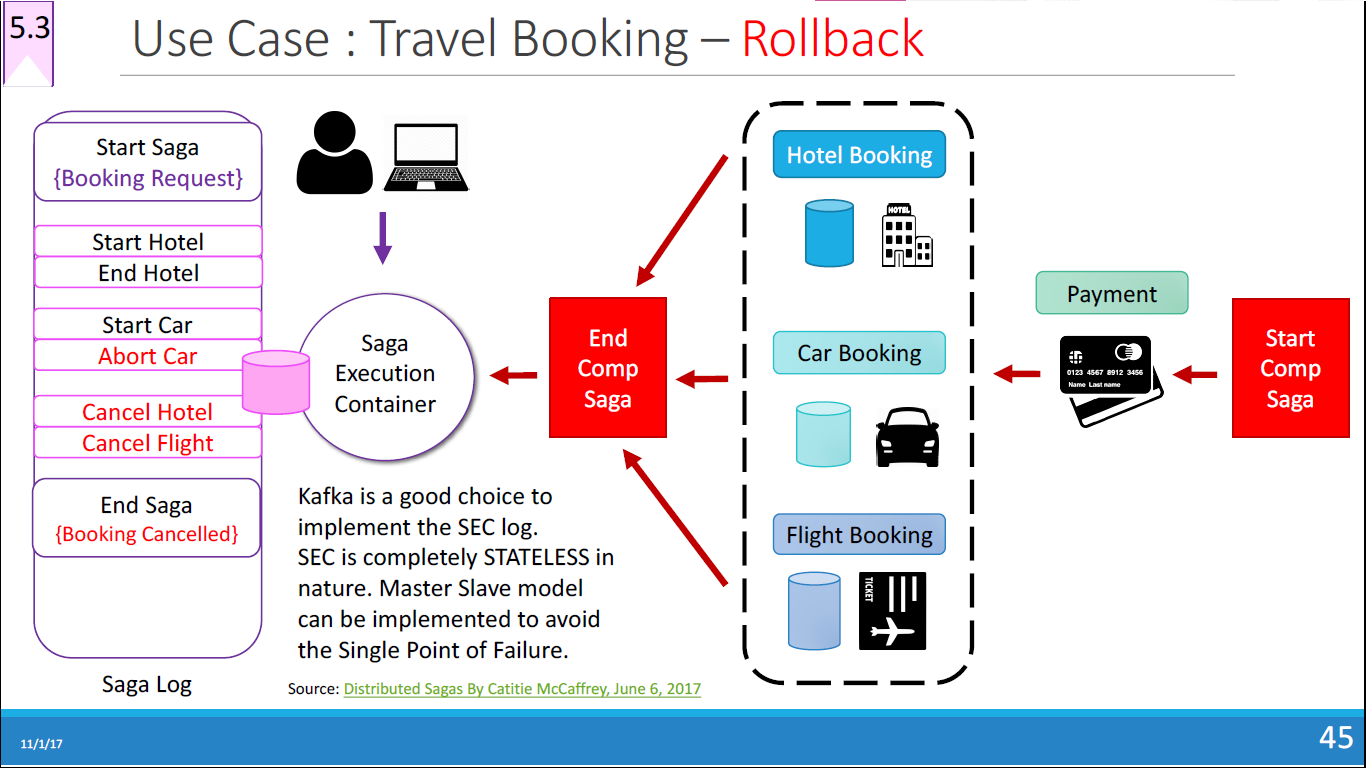 5.3
Use Case : Travel Booking – Rollback
Start Saga
{Booking Request}
Start Hotel
End Hotel
Start Car
Abort Car
Cancel Hotel
Cancel Flight
End Saga
{Booking Cancelled}
Saga Log
Saga
Execution
Container
Kafka is a good choice to
implement the SEC log.
SEC is completely STATELESS in
nature. Master Slave model
can be implemented to avoid
the Single Point of Failure.
Source: Distributed Sagas By Catitie McCaffrey, June 6, 2017
End
Comp
Saga
Hotel Booking
HOTEL
Car Booking
Flight Booking
TICKET
Payment
0123 4567 8912 3456
Name Last name
Start
Comp
Saga
11/1/17
45